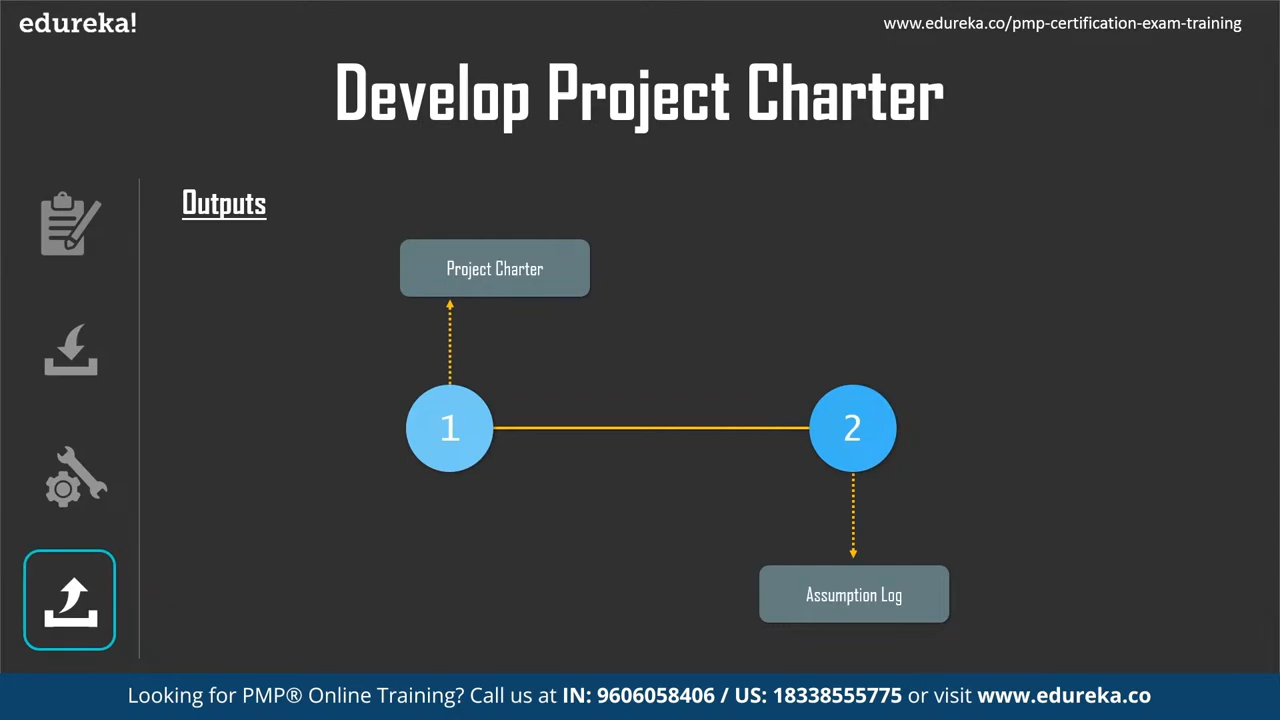 edureka!
www.edureka.co/pmp-certification-exam-training
Develop Project Charter
Outputs
Project Charter
1
2
Assumption Log
Looking for PMP® Online Training? Call us at IN: 9606058406 / US: 18338555775 or visit www.edureka.co